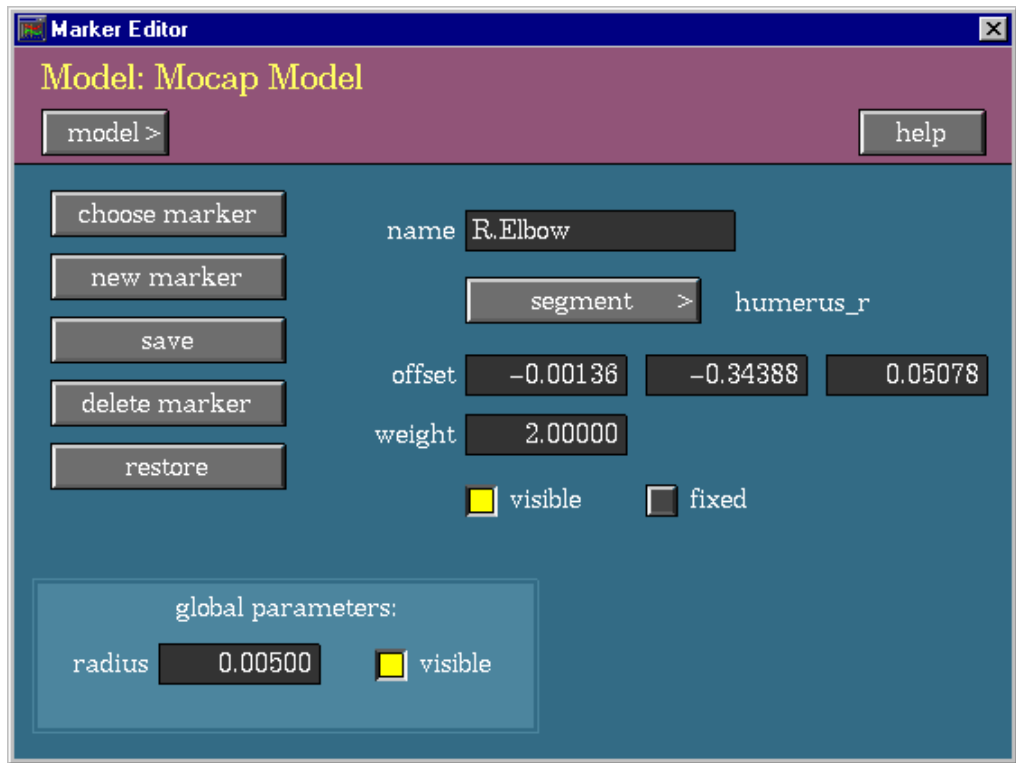 Marker Editor
Model: Mocap Model
model >
help
choose marker
new marker
save
delete marker
restore
name R.Elbow
segment > humerus_r
offset −0.00136 −0.34388 0.05078
weight 2.00000
visible fixed
global parameters:
radius 0.00500 visible